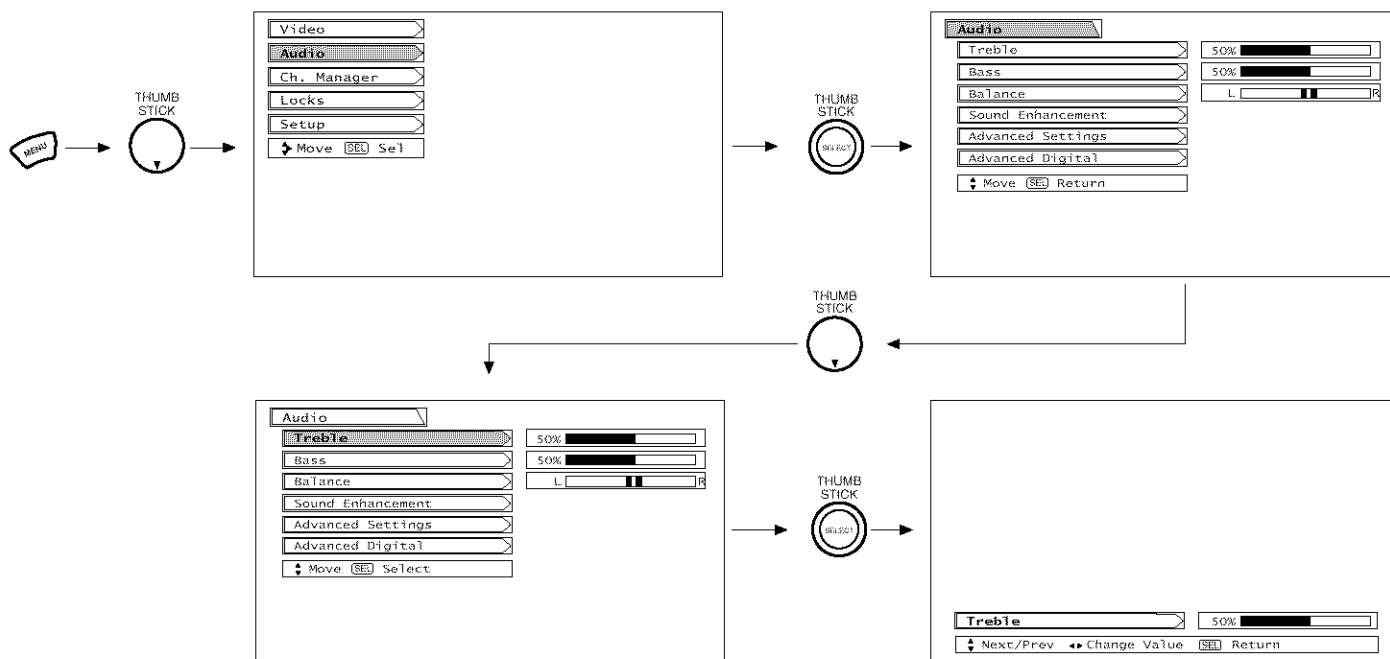 MENU
THUMB
STICK
Video
Audio
Ch. Manager
Locks
Setup
Move SEL Sel
THUMB
STICK
SELECT
Audio
Treble 50%
Bass 50%
Balance L R
Sound Enhancement
Advanced Settings
Advanced Digital
Move SEL Return
THUMB
STICK
Audio
Treble 50%
Bass 50%
Balance L R
Sound Enhancement
Advanced Settings
Advanced Digital
Move SEL Select
THUMB
STICK
SELECT
Treble 50%
Next/Prev Change Value SEL Return